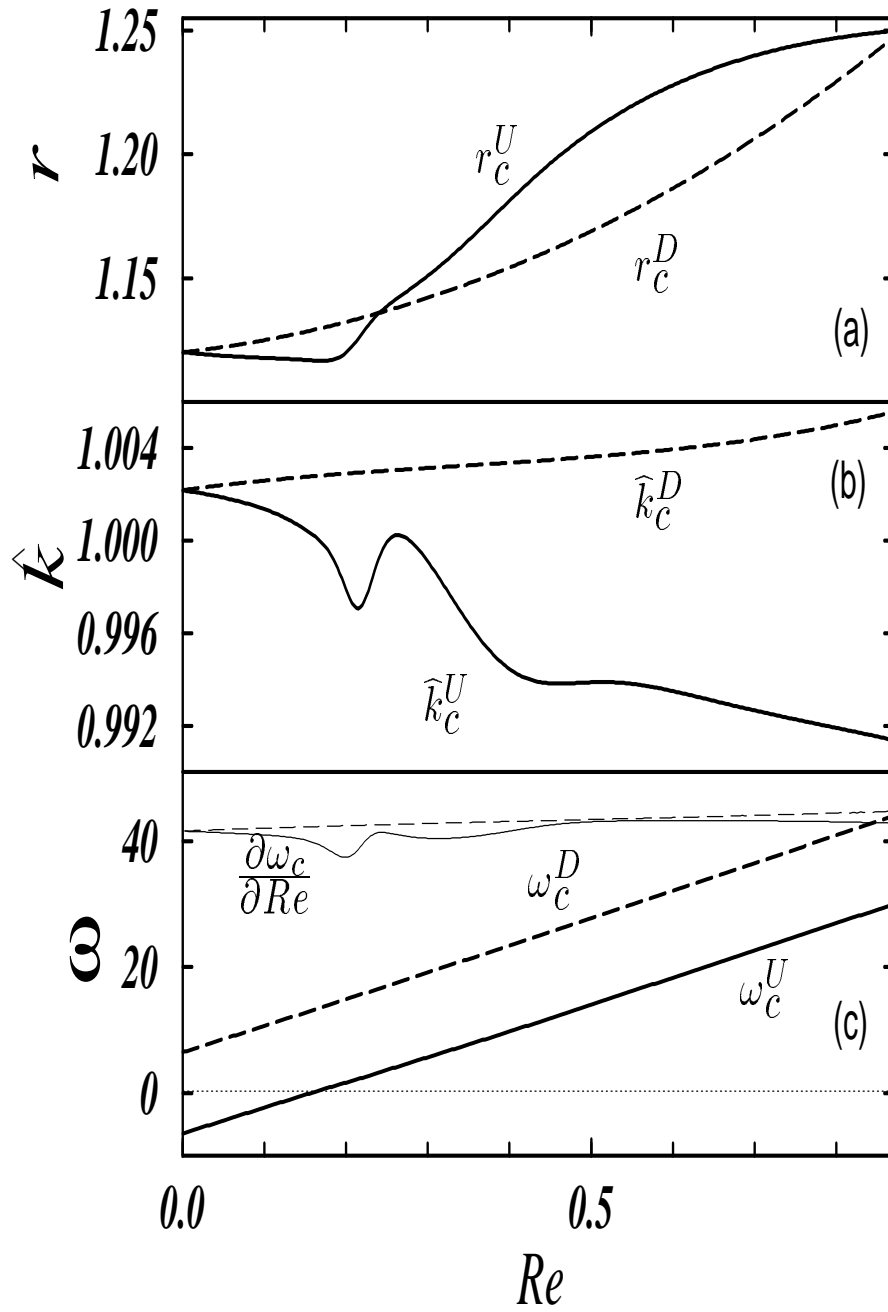 1.25
r
r_c^U
1.20
r_c^D
1.15
(a)
1.004
k̂_c^D
(b)
1.000
k̂
0.996
k̂_c^U
0.992
40
∂ω_c/∂Re
ω_c^D
ω
20
ω_c^U
(c)
0
0.0 0.5
Re